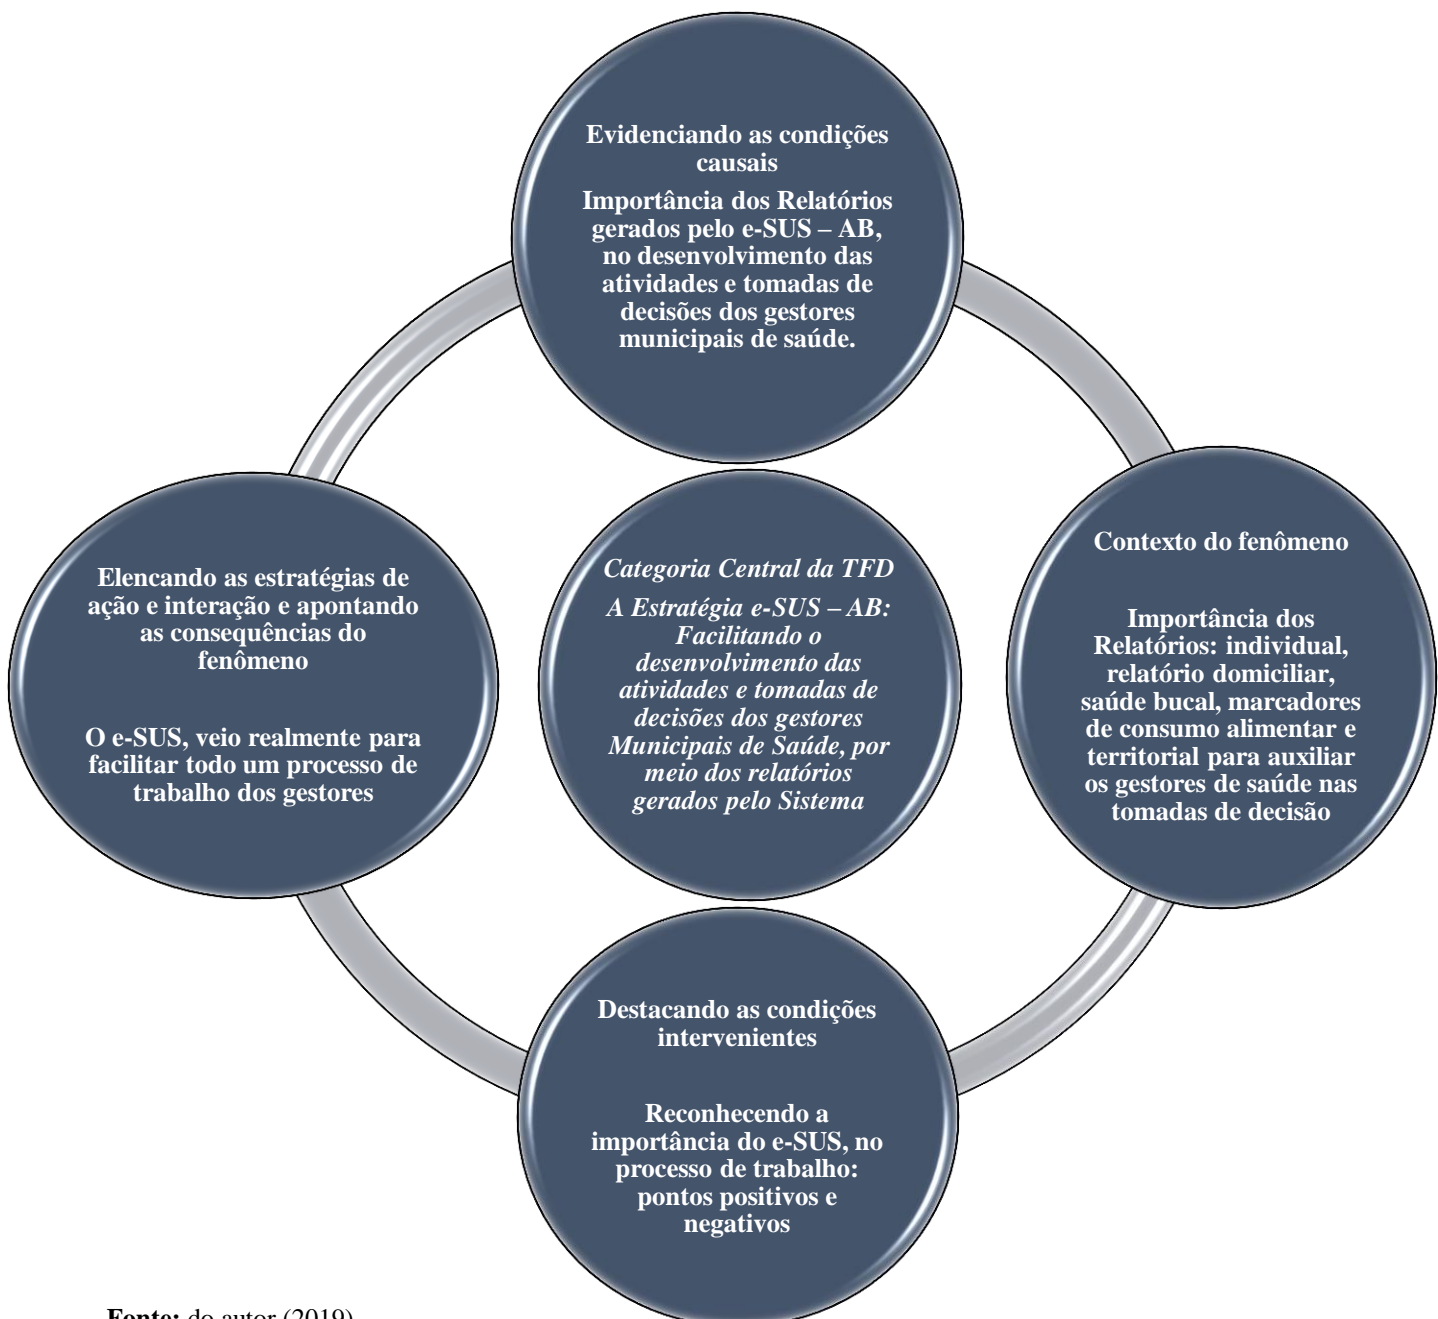 Evidenciando as condições
causais
Importância dos Relatórios
gerados pelo e-SUS – AB,
no desenvolvimento das
atividades e tomadas de
decisões dos gestores
municipais de saúde.
Elencando as estratégias de
ação e interação e apontando
as consequências do
fenômeno
O e-SUS, veio realmente para
facilitar todo um processo de
trabalho dos gestores
Categoria Central da TFD
A Estratégia e-SUS – AB:
Facilitando o
desenvolvimento das
atividades e tomadas de
decisões dos gestores
Municipais de Saúde, por
meio dos relatórios
gerados pelo Sistema
Contexto do fenômeno
Importância dos
Relatórios: individual,
relatório domiciliar,
saúde bucal, marcadores
de consumo alimentar e
territorial para auxiliar
os gestores de saúde nas
tomadas de decisão
Destacando as condições
intervenientes
Reconhecendo a
importância do e-SUS, no
processo de trabalho:
pontos positivos e
negativos
Fonte: do autor (2019)